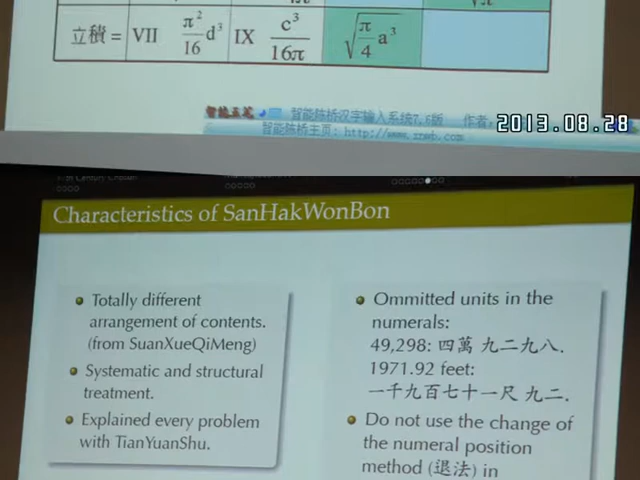 立積 = VII π²/16 d³ IX c³/16π √π/4 a³
智能陈桥汉字输入系统7.6版 作者:
智能陈桥主页: http://www.znwb.com
2013.08.28
Characteristics of SanHakWonBon
Totally different
arrangement of contents.
(from SuanXueQiMeng)
Systematic and structural
treatment.
Explained every problem
with TianYuanShu.
Ommitted units in the
numerals:
49,298: 四萬 九二九八.
1971.92 feet:
一千九百七十一尺 九二.
Do not use the change of
the numeral position
method (退法) in